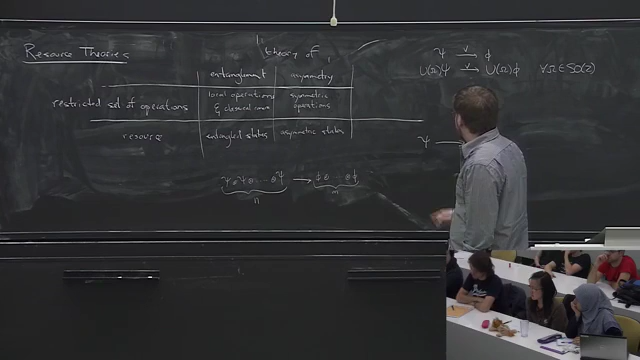 Resource Theories
theory of
entanglement asymmetry
restricted set of operations local operations & classical comm symmetric operations
resource entangled states asymmetric states
ψ⊗ψ⊗ ... ⊗ψ → ϕ⊗ ... ⊗ϕ
n m
ψ →^V ϕ
U(Ω)ψ →^V U(Ω)ϕ ∀Ω∈SO(2)
ψ →